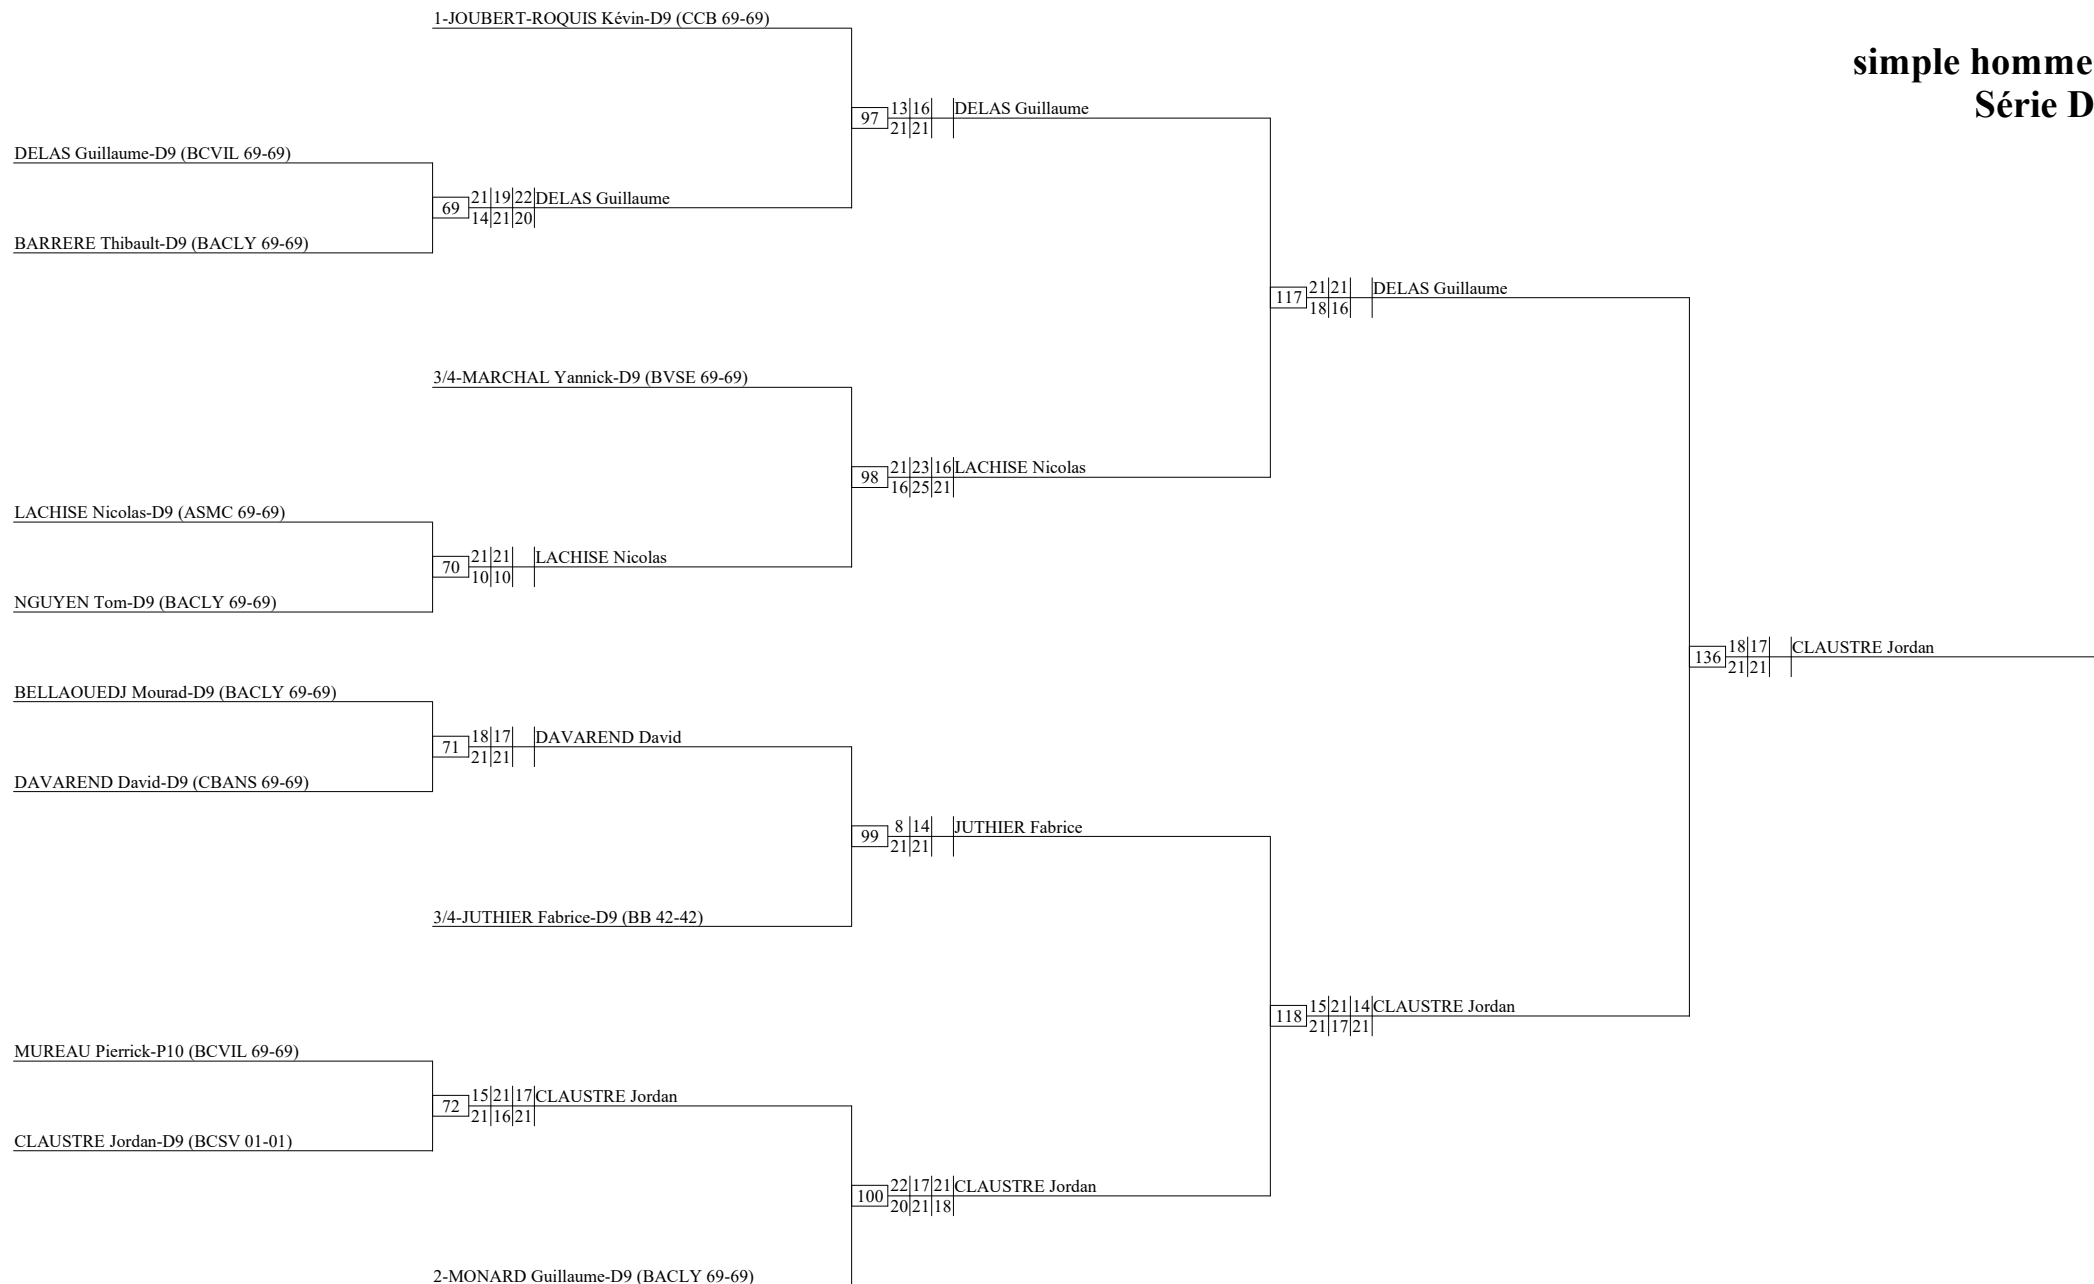 1-JOUBERT-ROQUIS Kévin-D9 (CCB 69-69)
simple homme
Série D
97 13 16 DELAS Guillaume
21 21
DELAS Guillaume-D9 (BCVIL 69-69)
69 21 19 22 DELAS Guillaume
14 21 20
BARRERE Thibault-D9 (BACLY 69-69)
117 21 21 DELAS Guillaume
18 16
3/4-MARCHAL Yannick-D9 (BVSE 69-69)
98 21 23 16 LACHISE Nicolas
16 25 21
LACHISE Nicolas-D9 (ASMC 69-69)
70 21 21 LACHISE Nicolas
10 10
NGUYEN Tom-D9 (BACLY 69-69)
136 18 17 CLAUSTRE Jordan
21 21
BELLAOUEDJ Mourad-D9 (BACLY 69-69)
71 18 17 DAVAREND David
21 21
DAVAREND David-D9 (CBANS 69-69)
99 8 14 JUTHIER Fabrice
21 21
3/4-JUTHIER Fabrice-D9 (BB 42-42)
118 15 21 14 CLAUSTRE Jordan
21 17 21
MUREAU Pierrick-P10 (BCVIL 69-69)
72 15 21 17 CLAUSTRE Jordan
21 16 21
CLAUSTRE Jordan-D9 (BCSV 01-01)
100 22 17 21 CLAUSTRE Jordan
20 21 18
2-MONARD Guillaume-D9 (BACLY 69-69)